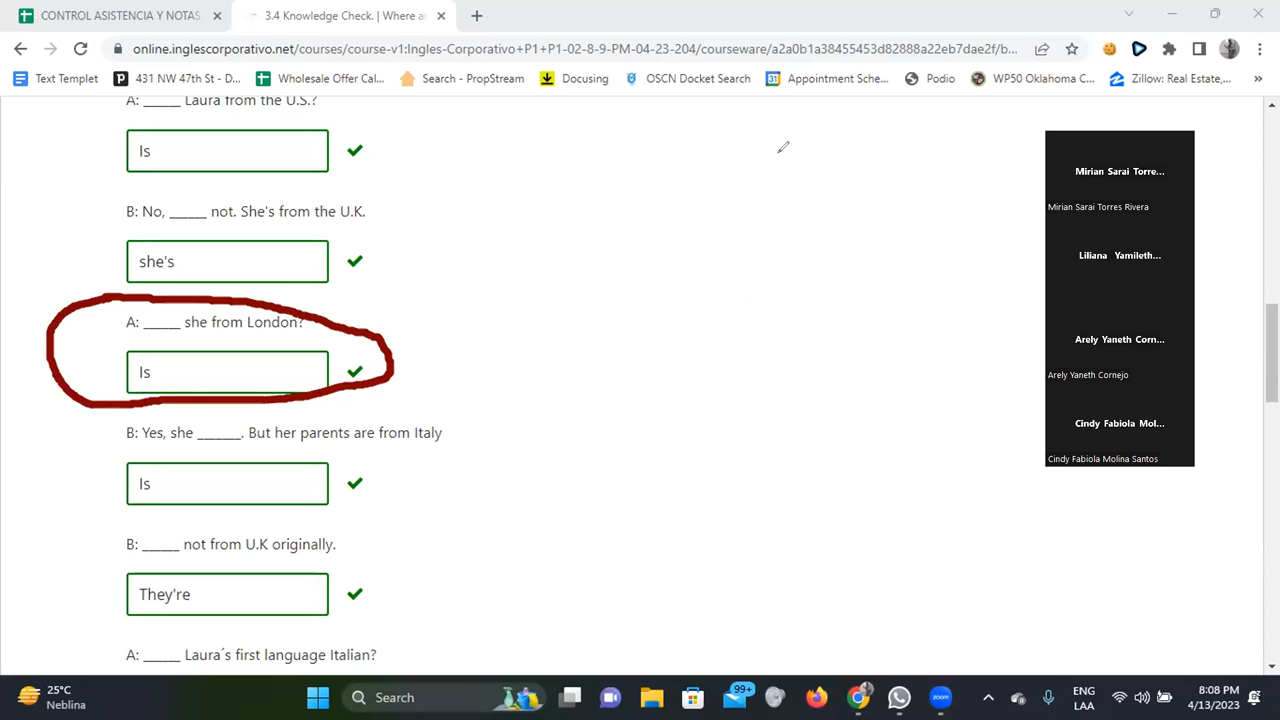 CONTROL ASISTENCIA Y NOTAS
3.4 Knowledge Check. | Where a
online.inglescorporativo.net/courses/course-v1:Ingles-Corporativo+P1+P1-02-8-9-PM-04-23-204/courseware/a2a0b1a38455453d82888a22eb7dae2f/b...
Text Templet
431 NW 47th St - D...
Wholesale Offer Cal...
Search - PropStream
Docusing
OSCN Docket Search
Appointment Sche...
Podio
WP50 Oklahoma C...
Zillow: Real Estate,...
A: ______ Laura from the U.S.?
Is
B: No, ______ not. She's from the U.K.
she's
A: ______ she from London?
Is
B: Yes, she _______. But her parents are from Italy
Is
B: ______ not from U.K originally.
They're
A: ______ Laura´s first language Italian?
Mirian Sarai Torre...
Mirian Sarai Torres Rivera
Liliana Yamileth...
Arely Yaneth Corn...
Arely Yaneth Cornejo
Cindy Fabiola Mol...
Cindy Fabiola Molina Santos
25°C
Neblina
Search
99+
zoom
ENG
LAA
8:08 PM
4/13/2023